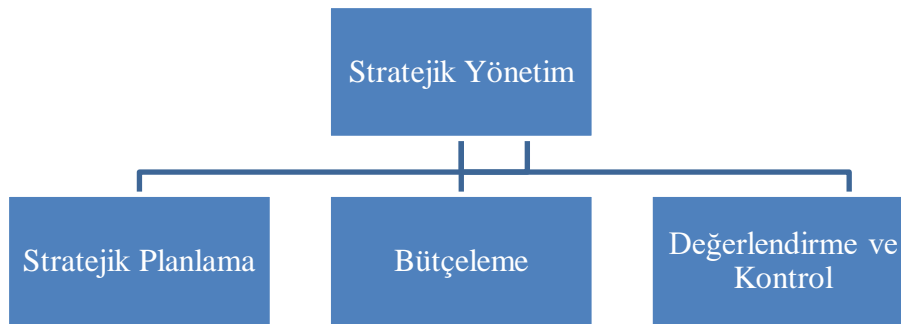 Stratejik Yönetim
Stratejik Planlama
Bütçeleme
Değerlendirme ve
Kontrol